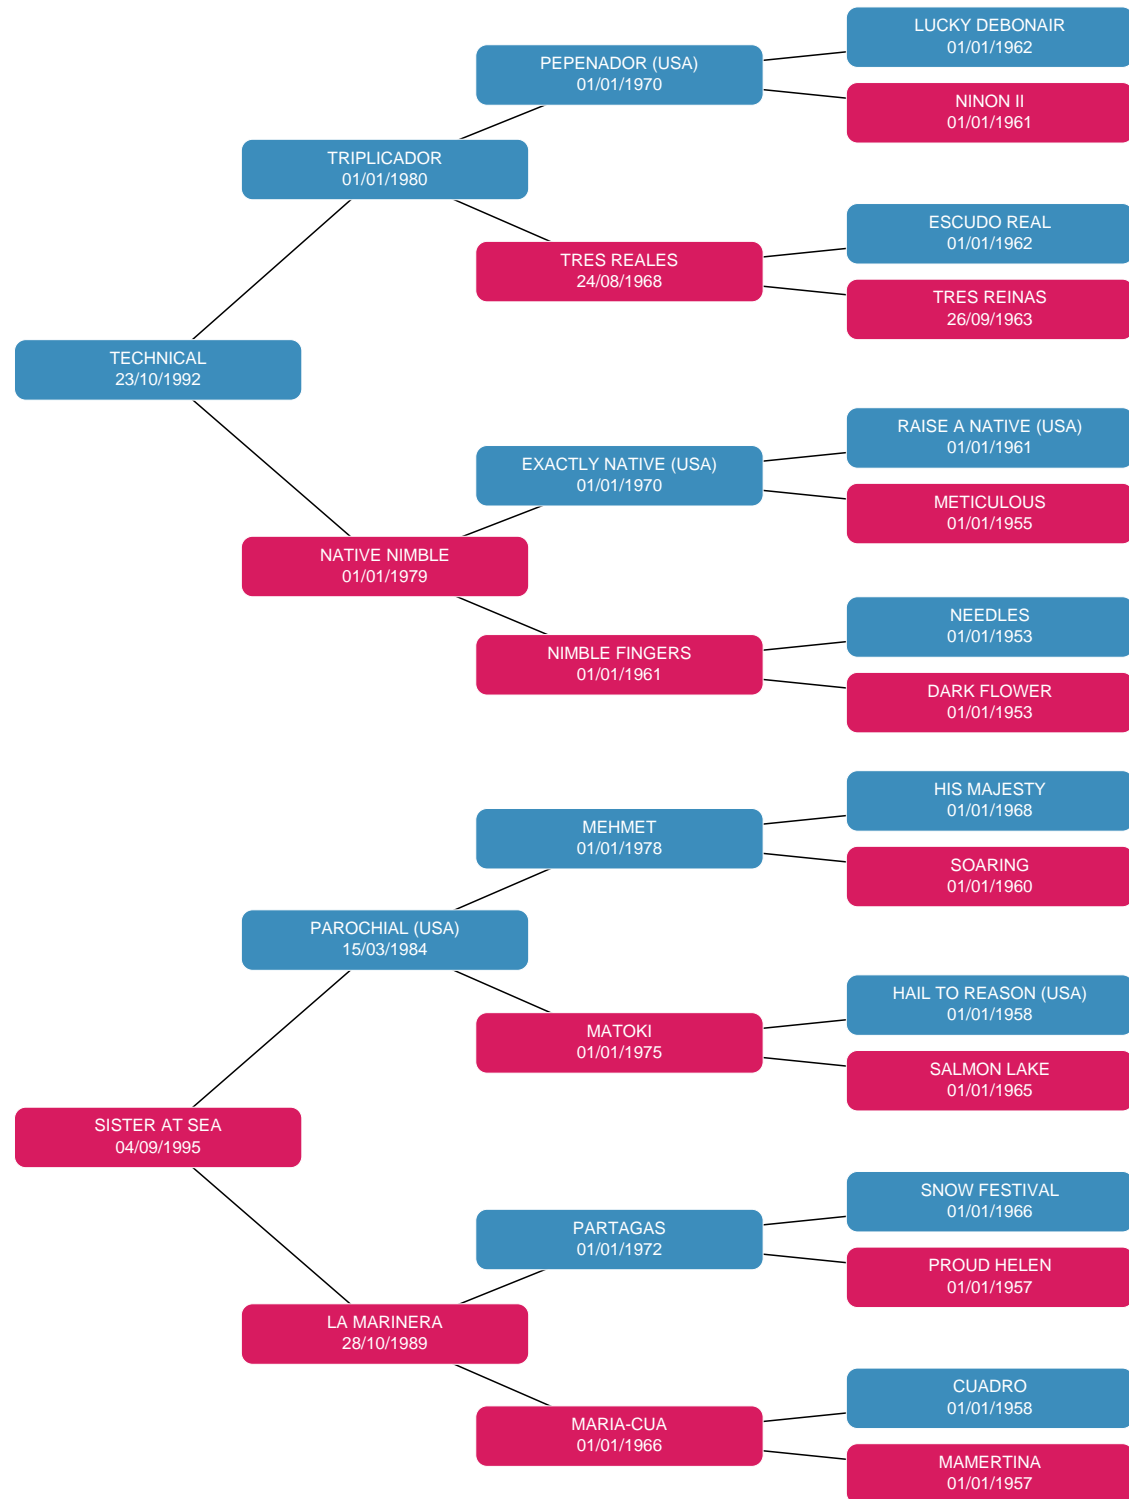 LUCKY DEBONAIR
01/01/1962
PEPENADOR (USA)
01/01/1970
NINON II
01/01/1961
TRIPLICADOR
01/01/1980
ESCUDO REAL
01/01/1962
TRES REALES
24/08/1968
TRES REINAS
26/09/1963
TECHNICAL
23/10/1992
RAISE A NATIVE (USA)
01/01/1961
EXACTLY NATIVE (USA)
01/01/1970
METICULOUS
01/01/1955
NATIVE NIMBLE
01/01/1979
NEEDLES
01/01/1953
NIMBLE FINGERS
01/01/1961
DARK FLOWER
01/01/1953
HIS MAJESTY
01/01/1968
MEHMET
01/01/1978
SOARING
01/01/1960
PAROCHIAL (USA)
15/03/1984
HAIL TO REASON (USA)
01/01/1958
MATOKI
01/01/1975
SALMON LAKE
01/01/1965
SISTER AT SEA
04/09/1995
SNOW FESTIVAL
01/01/1966
PARTAGAS
01/01/1972
PROUD HELEN
01/01/1957
LA MARINERA
28/10/1989
CUADRO
01/01/1958
MARIA-CUA
01/01/1966
MAMERTINA
01/01/1957